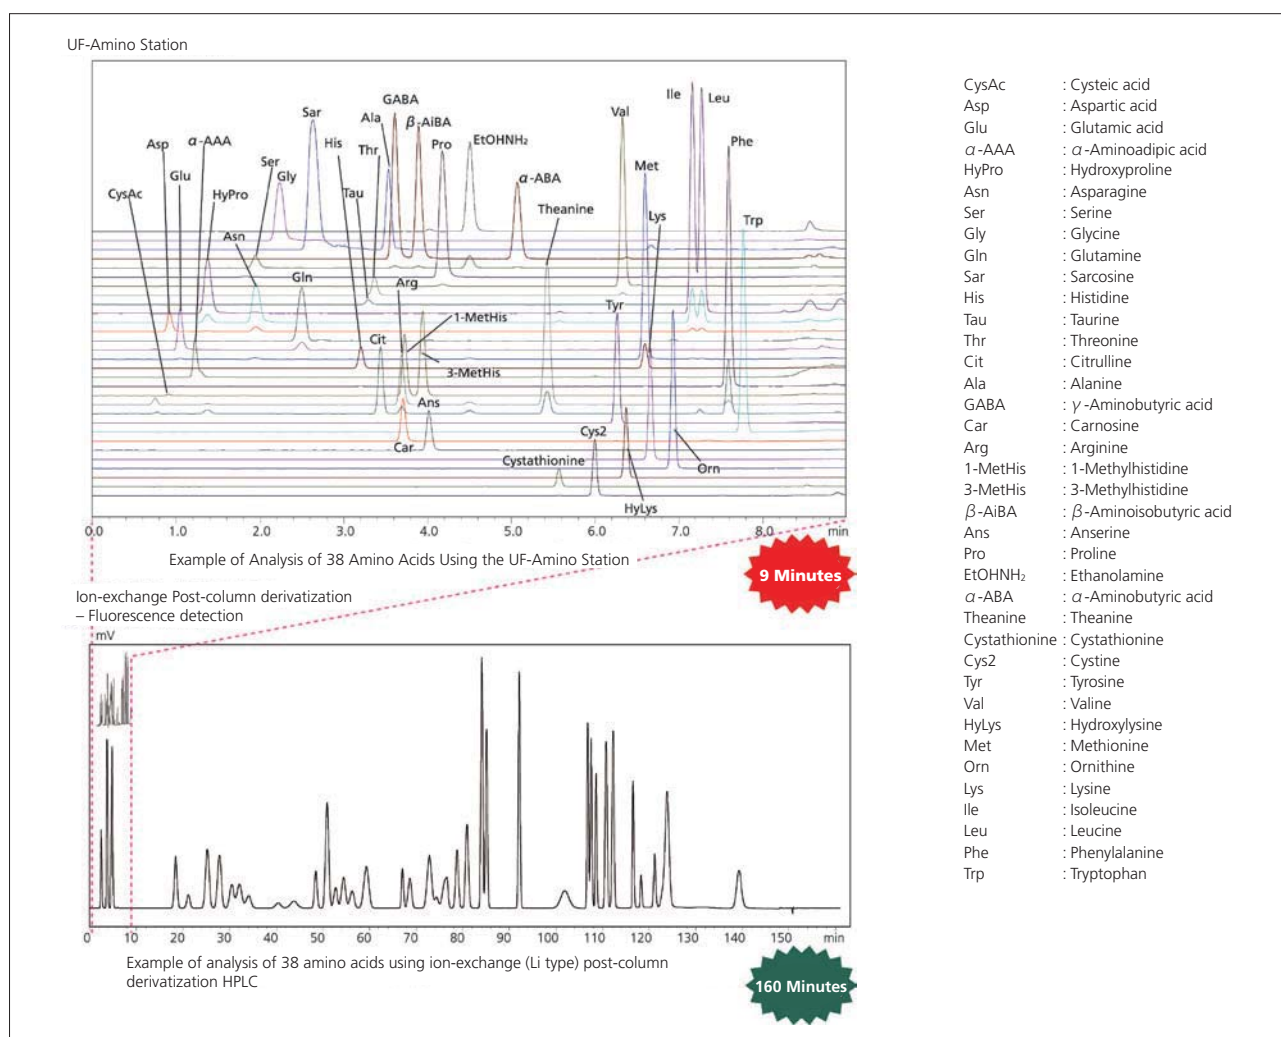 UF-Amino Station
GABA
Sar
Ala
β-AiBA
EtOHNH₂
Val
Ile
Leu
Asp
α-AAA
His
Thr
Pro
Phe
Glu
Ser
Gly
Met
CysAc
HyPro
Tau
α-ABA
Theanine
Lys
Trp
Asn
Gln
Arg
Tyr
1-MetHis
Cit
3-MetHis
Ans
Car
Cys2
Cystathionine
Orn
HyLys
0.0 1.0 2.0 3.0 4.0 5.0 6.0 7.0 8.0 min
Example of Analysis of 38 Amino Acids Using the UF-Amino Station
9 Minutes
Ion-exchange Post-column derivatization
– Fluorescence detection
mV
0 10 20 30 40 50 60 70 80 90 100 110 120 130 140 150 min
Example of analysis of 38 amino acids using ion-exchange (Li type) post-column
derivatization HPLC
160 Minutes
CysAc : Cysteic acid
Asp : Aspartic acid
Glu : Glutamic acid
α-AAA : α-Aminoadipic acid
HyPro : Hydroxyproline
Asn : Asparagine
Ser : Serine
Gly : Glycine
Gln : Glutamine
Sar : Sarcosine
His : Histidine
Tau : Taurine
Thr : Threonine
Cit : Citrulline
Ala : Alanine
GABA : γ-Aminobutyric acid
Car : Carnosine
Arg : Arginine
1-MetHis : 1-Methylhistidine
3-MetHis : 3-Methylhistidine
β-AiBA : β-Aminoisobutyric acid
Ans : Anserine
Pro : Proline
EtOHNH₂ : Ethanolamine
α-ABA : α-Aminobutyric acid
Theanine : Theanine
Cystathionine : Cystathionine
Cys2 : Cystine
Tyr : Tyrosine
Val : Valine
HyLys : Hydroxylysine
Met : Methionine
Orn : Ornithine
Lys : Lysine
Ile : Isoleucine
Leu : Leucine
Phe : Phenylalanine
Trp : Tryptophan